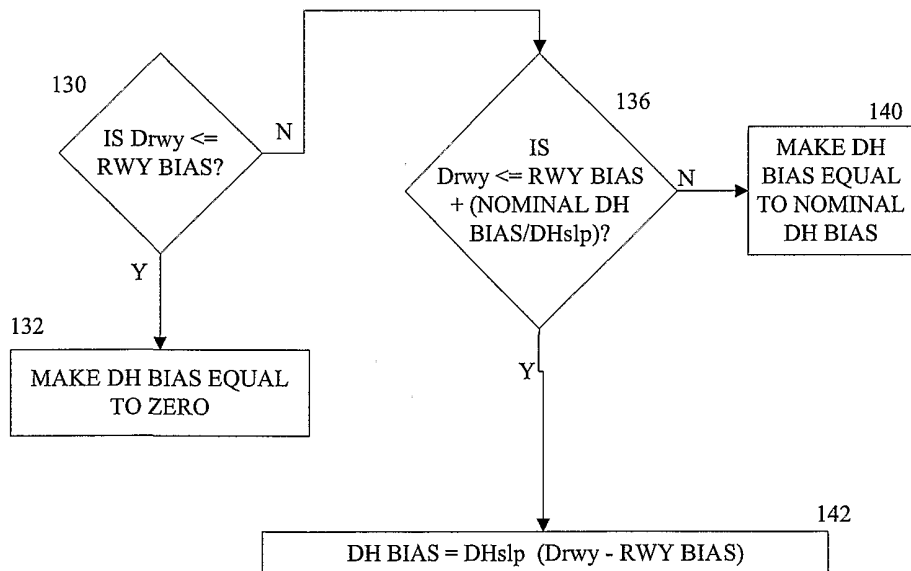 130
IS Drwy <=
RWY BIAS?
N
Y
132
MAKE DH BIAS EQUAL
TO ZERO
136
IS
Drwy <= RWY BIAS
+ (NOMINAL DH
BIAS/DHslp)?
N
Y
140
MAKE DH
BIAS EQUAL
TO NOMINAL
DH BIAS
142
DH BIAS = DHslp (Drwy - RWY BIAS)